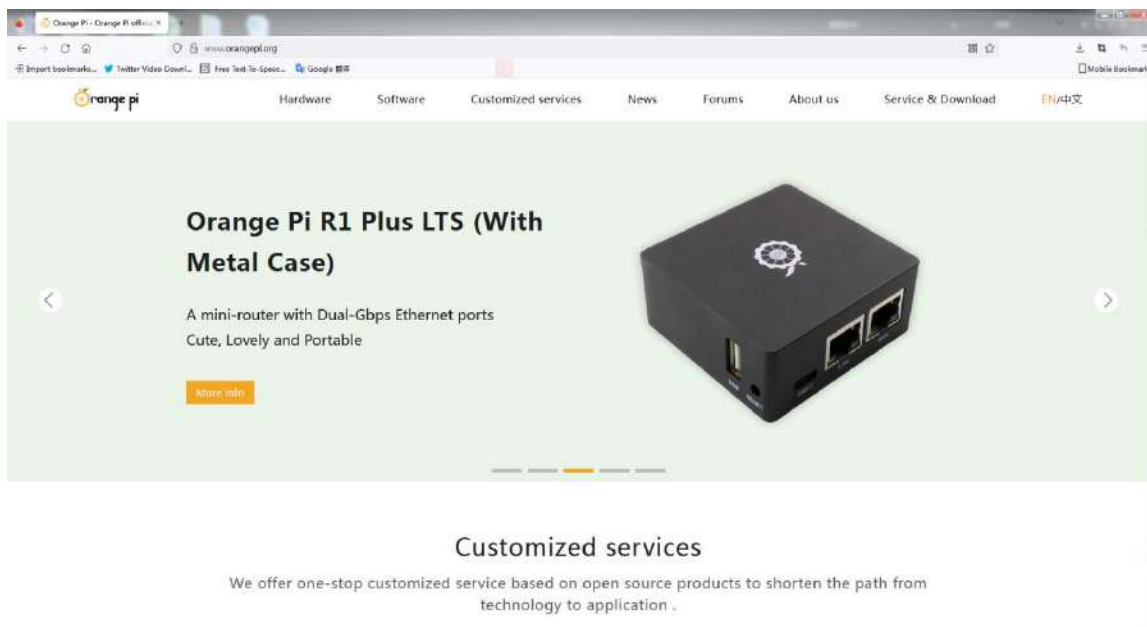 Orange Pi - Orange Pi offici
www.orangepi.org
Import bookmarks...
Twitter Video Downl...
Free Text-To-Speec...
Google 翻译
Mobile Bookmark
Orange pi
Hardware
Software
Customized services
News
Forums
About us
Service & Download
EN/中文
Orange Pi R1 Plus LTS (With
Metal Case)
A mini-router with Dual-Gbps Ethernet ports
Cute, Lovely and Portable
More info
Customized services
We offer one-stop customized service based on open source products to shorten the path from
technology to application .